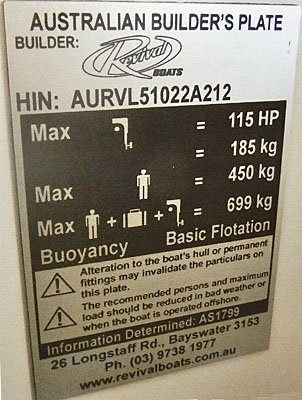 AUSTRALIAN BUILDER'S PLATE
BUILDER: Revival BOATS
HIN: AURVL51022A212
Max = 115 HP
= 185 kg
Max = 450 kg
Max + + = 699 kg
Buoyancy Basic Flotation
Alteration to the boat's hull or permanent
fittings may invalidate the particulars on
this plate.
The recommended persons and maximum
load should be reduced in bad weather or
when the boat is operated offshore.
Information Determined: AS1799
26 Longstaff Rd., Bayswater 3153
Ph. (03) 9738 1977
www.revivalboats.com.au